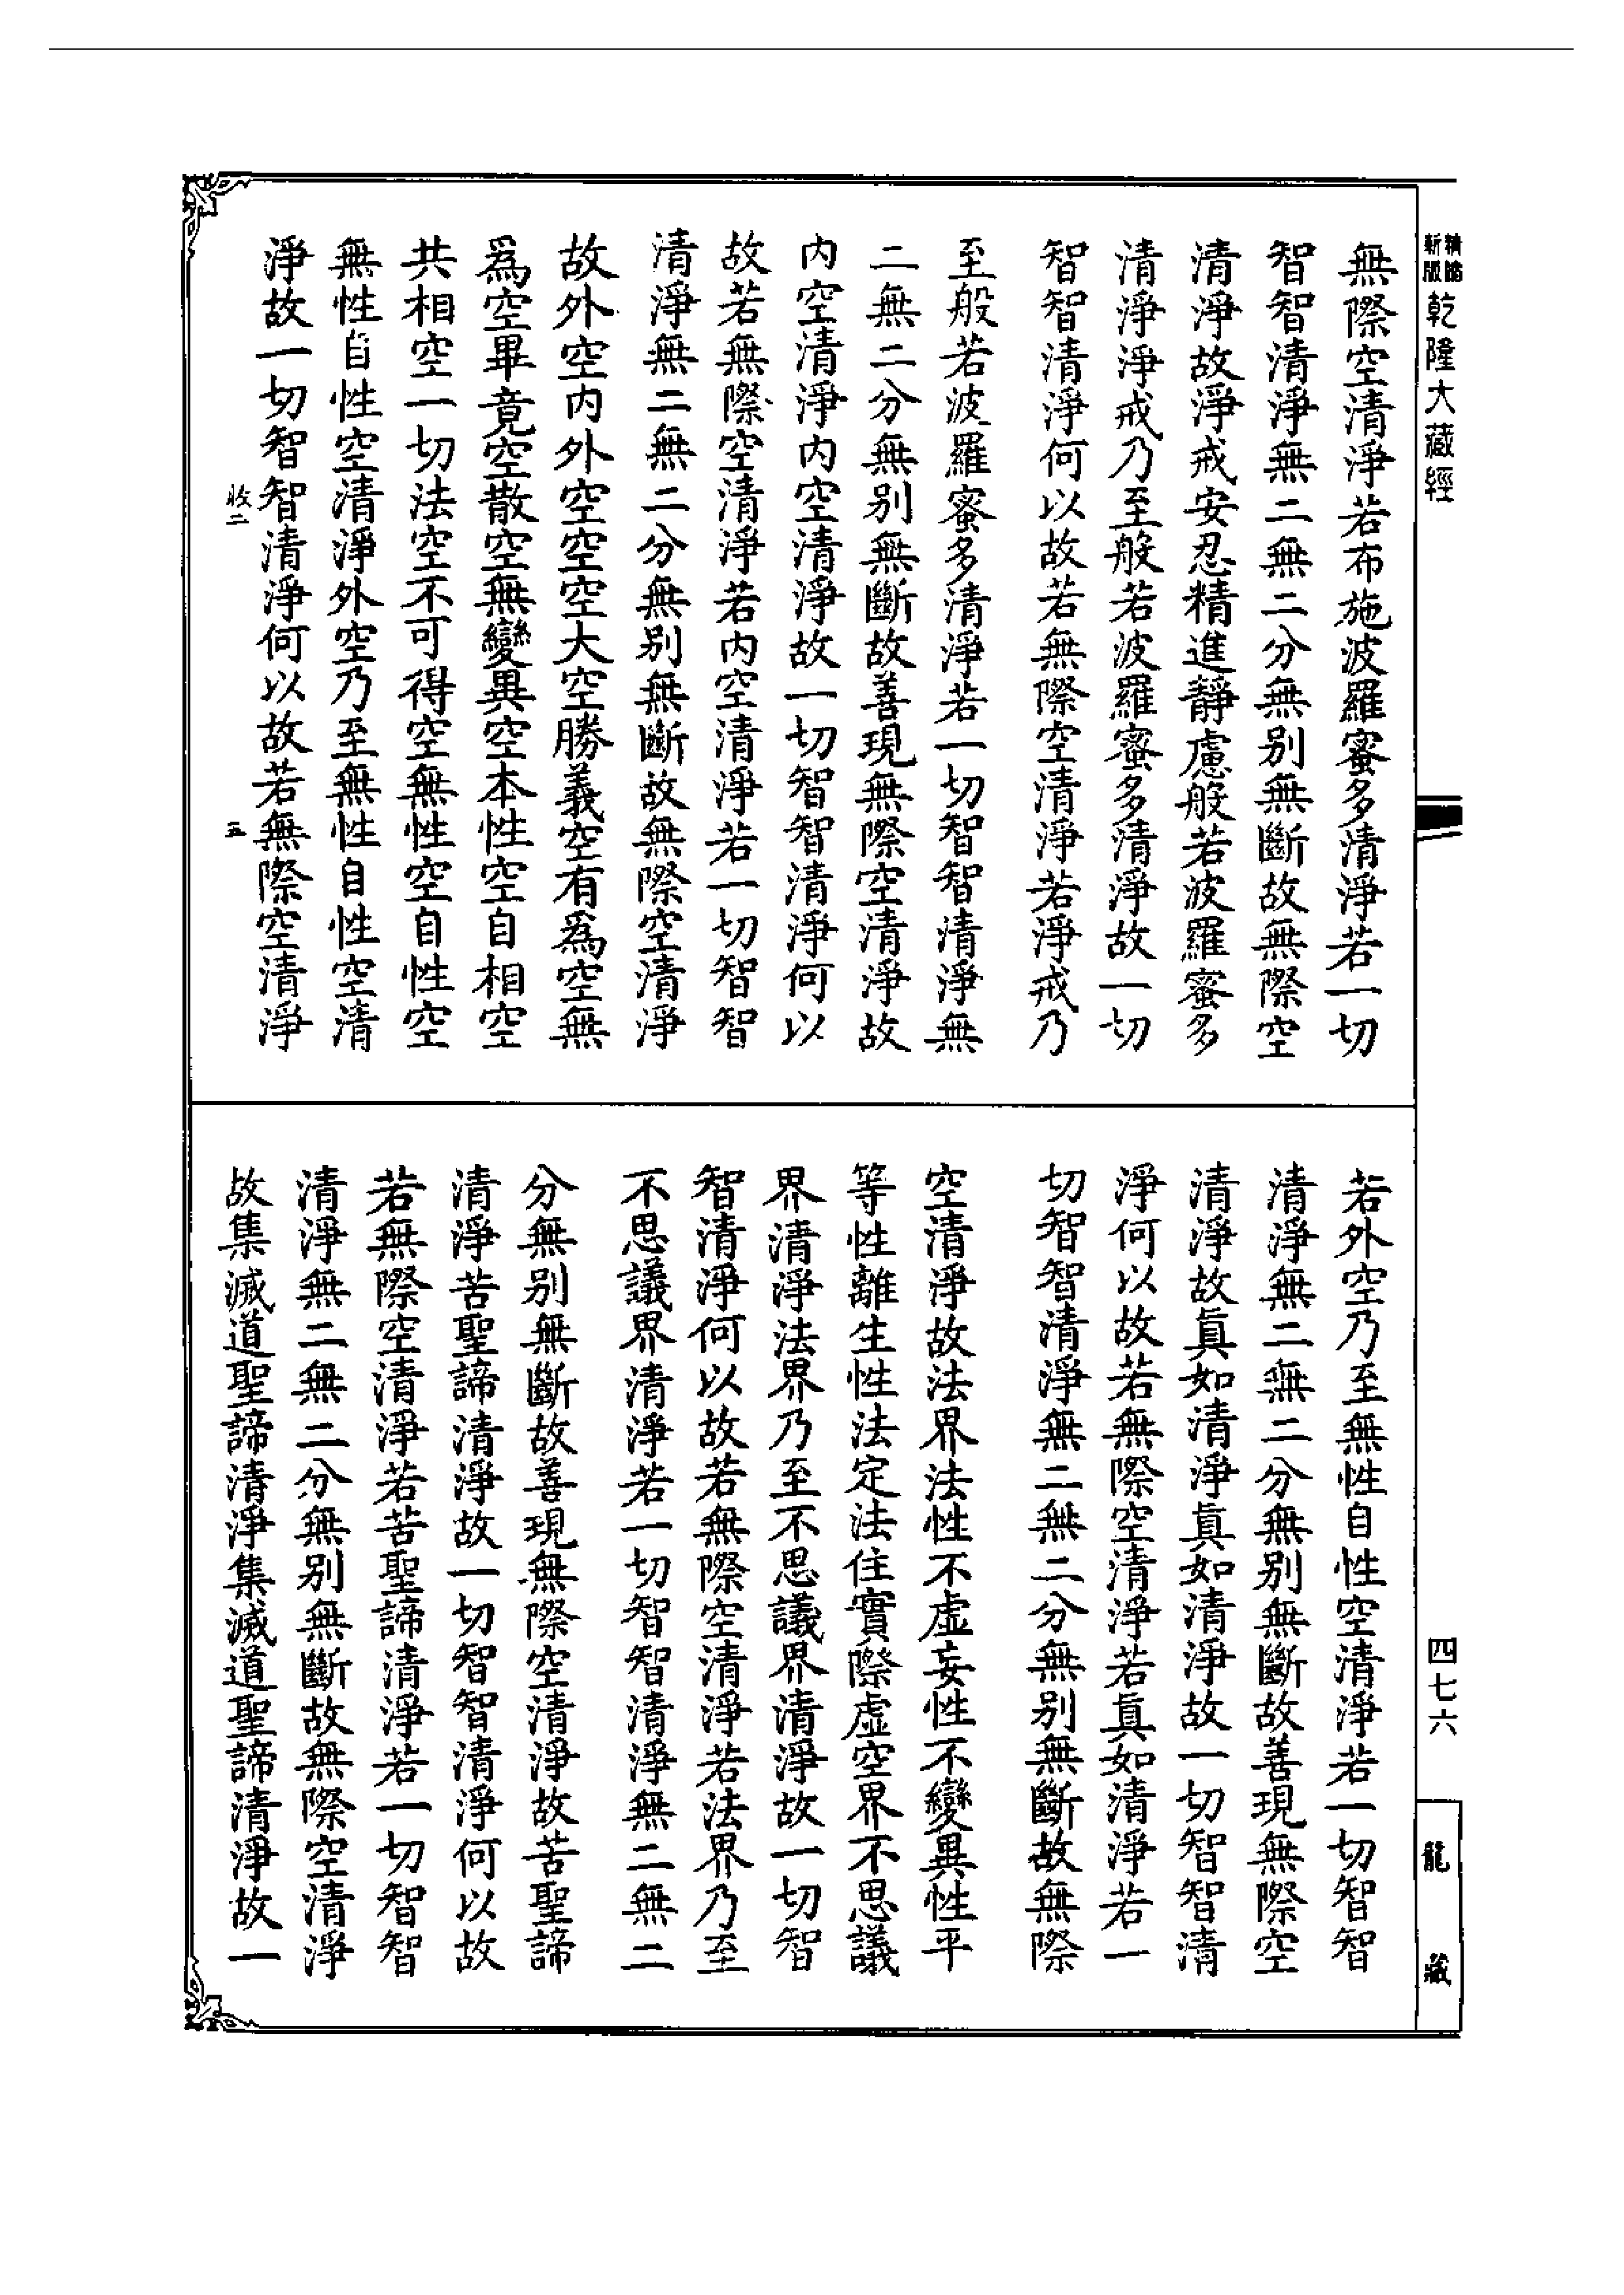 新版
精縮
乾隆大藏經
四七六
龍藏
無際空清淨若布施波羅蜜多清淨若一切
智智清淨無二無二分無別無斷故無際空
清淨故淨戒安忍精進靜慮般若波羅蜜多
清淨淨戒乃至般若波羅蜜多清淨故一切
智智清淨何以故若無際空清淨若淨戒乃
至般若波羅蜜多清淨若一切智智清淨無
二無二分無別無斷故善現無際空清淨故
內空清淨內空清淨故一切智智清淨何以
故若無際空清淨若內空清淨若一切智智
清淨無二無二分無別無斷故無際空清淨
故外空內外空空空大空勝義空有爲空無
爲空畢竟空散空無變異空本性空自相空
共相空一切法空不可得空無性空自性空
無性自性空清淨外空乃至無性自性空清
淨故一切智智清淨何以故若無際空清淨
收二
五
若外空乃至無性自性空清淨若一切智智
清淨無二無二分無別無斷故善現無際空
清淨故眞如清淨眞如清淨故一切智智清
淨何以故若無際空清淨若眞如清淨若一
切智智清淨無二無二分無別無斷故無際
空清淨故法界法性不虛妄性不變異性平
等性離生性法定法住實際虛空界不思議
界清淨法界乃至不思議界清淨故一切智
智清淨何以故若無際空清淨若法界乃至
不思議界清淨若一切智智清淨無二無二
分無別無斷故善現無際空清淨故苦聖諦
清淨苦聖諦清淨故一切智智清淨何以故
若無際空清淨若苦聖諦清淨若一切智智
清淨無二無二分無別無斷故無際空清淨
故集滅道聖諦清淨集滅道聖諦清淨故一